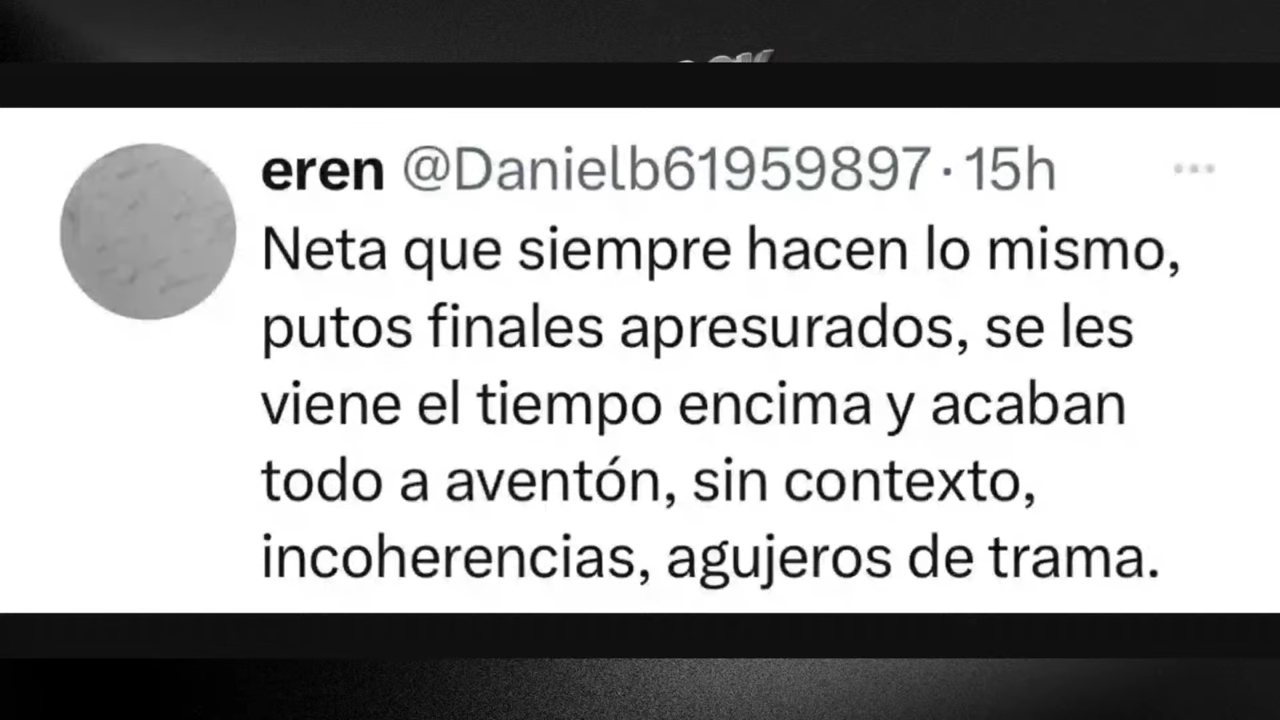 eren @Danielb61959897 · 15h
Neta que siempre hacen lo mismo,
putos finales apresurados, se les
viene el tiempo encima y acaban
todo a aventón, sin contexto,
incoherencias, agujeros de trama.